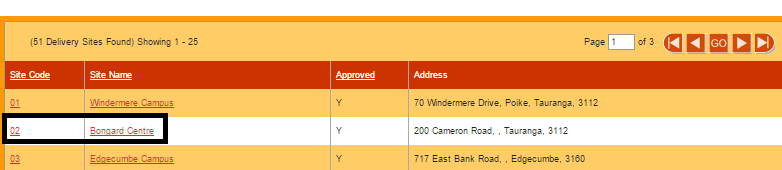 (51 Delivery Sites Found) Showing 1 - 25 Page 1 of 3 GO
Site Code Site Name Approved Address
01 Windermere Campus Y 70 Windermere Drive, Poike, Tauranga, 3112
02 Bongard Centre Y 200 Cameron Road, , Tauranga, 3112
03 Edgecumbe Campus Y 717 East Bank Road, , Edgecumbe, 3160